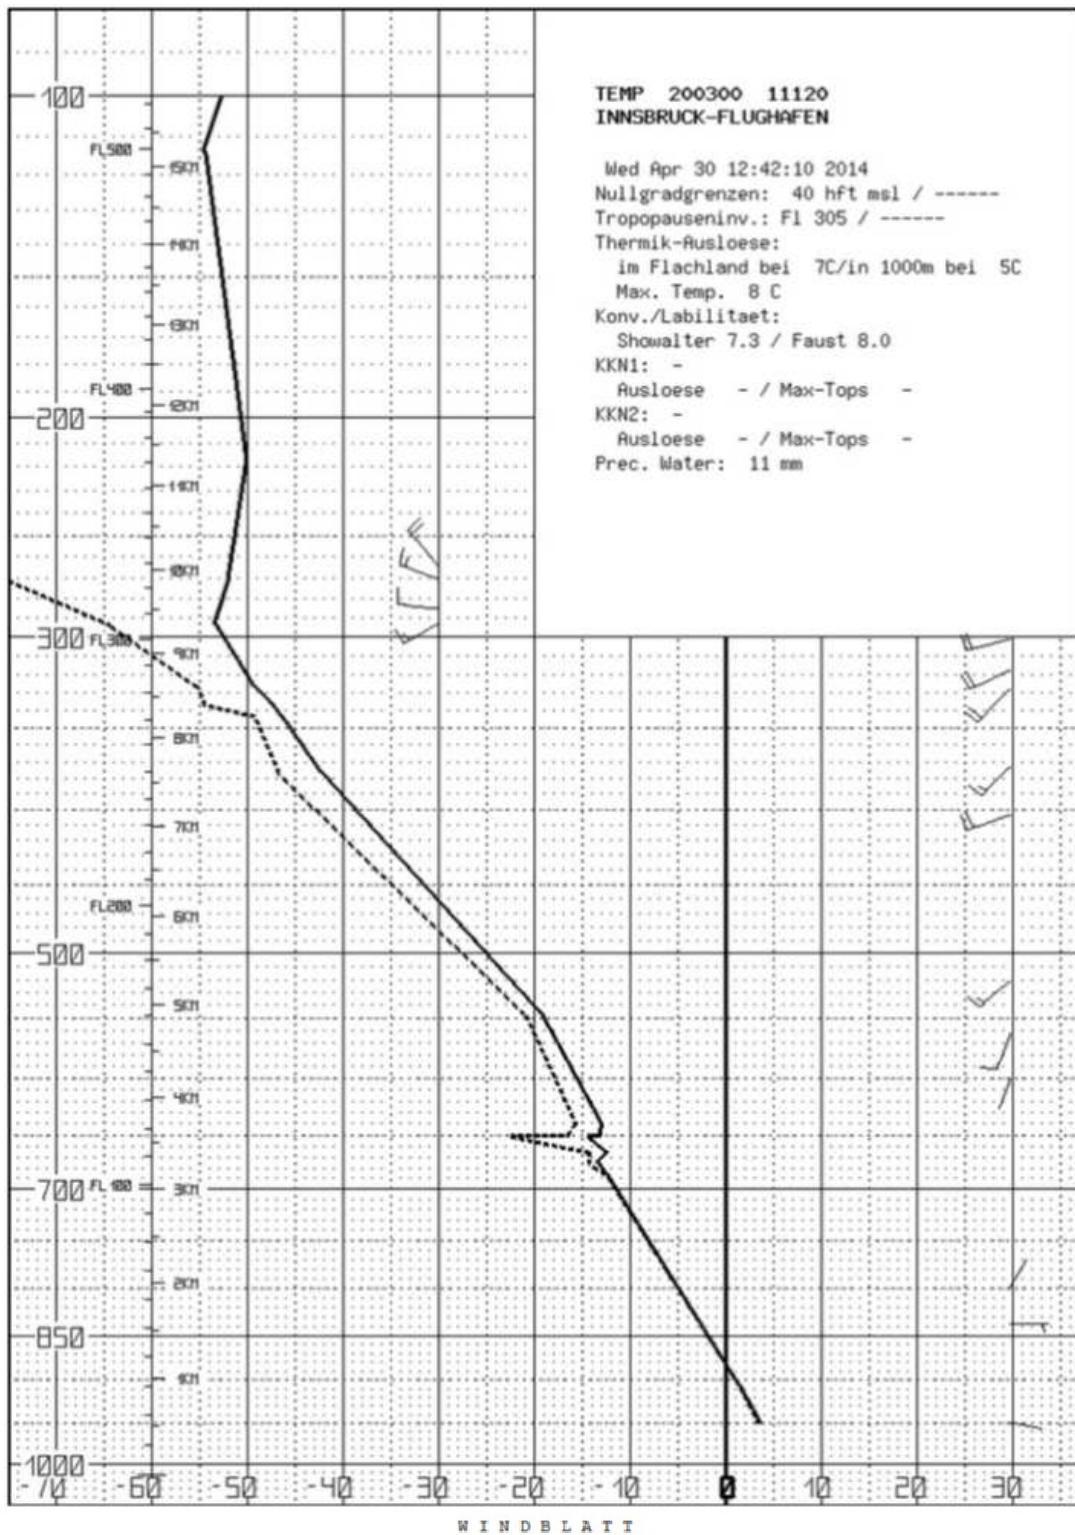 TEMP 200300 11120
INNSBRUCK-FLUGHAFEN
Wed Apr 30 12:42:10 2014
Nullgradgrenzen: 40 hft msl / ------
Tropopauseninv.: Fl 305 / ------
Thermik-Ausloese:
im Flachland bei 7C/in 1000m bei 5C
Max. Temp. 8 C
Konv./Labilitaet:
Showalter 7.3 / Faust 8.0
KKN1: -
Ausloese - / Max-Tops -
KKN2: -
Ausloese - / Max-Tops -
Prec. Water: 11 mm
100
FL500
15KM
14KM
13KM
FL400
12KM
200
11KM
10KM
300
FL300
9KM
8KM
7KM
FL200
6KM
500
5KM
4KM
700
FL100
3KM
2KM
850
1KM
1000
-70 -60 -50 -40 -30 -20 -10 0 10 20 30
WINDBLATT